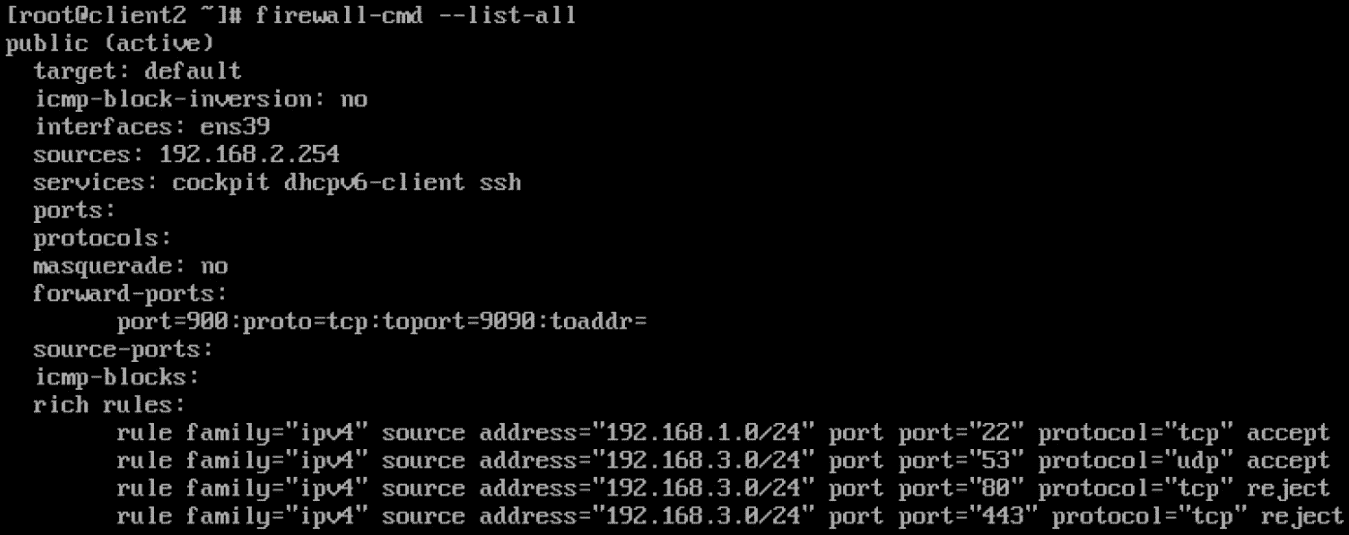 [root@client2 ~]# firewall-cmd --list-all
public (active)
  target: default
  icmp-block-inversion: no
  interfaces: ens39
  sources: 192.168.2.254
  services: cockpit dhcpv6-client ssh
  ports:
  protocols:
  masquerade: no
  forward-ports:
        port=900:proto=tcp:toport=9090:toaddr=
  source-ports:
  icmp-blocks:
  rich rules:
        rule family="ipv4" source address="192.168.1.0/24" port port="22" protocol="tcp" accept
        rule family="ipv4" source address="192.168.3.0/24" port port="53" protocol="udp" accept
        rule family="ipv4" source address="192.168.3.0/24" port port="80" protocol="tcp" reject
        rule family="ipv4" source address="192.168.3.0/24" port port="443" protocol="tcp" reject